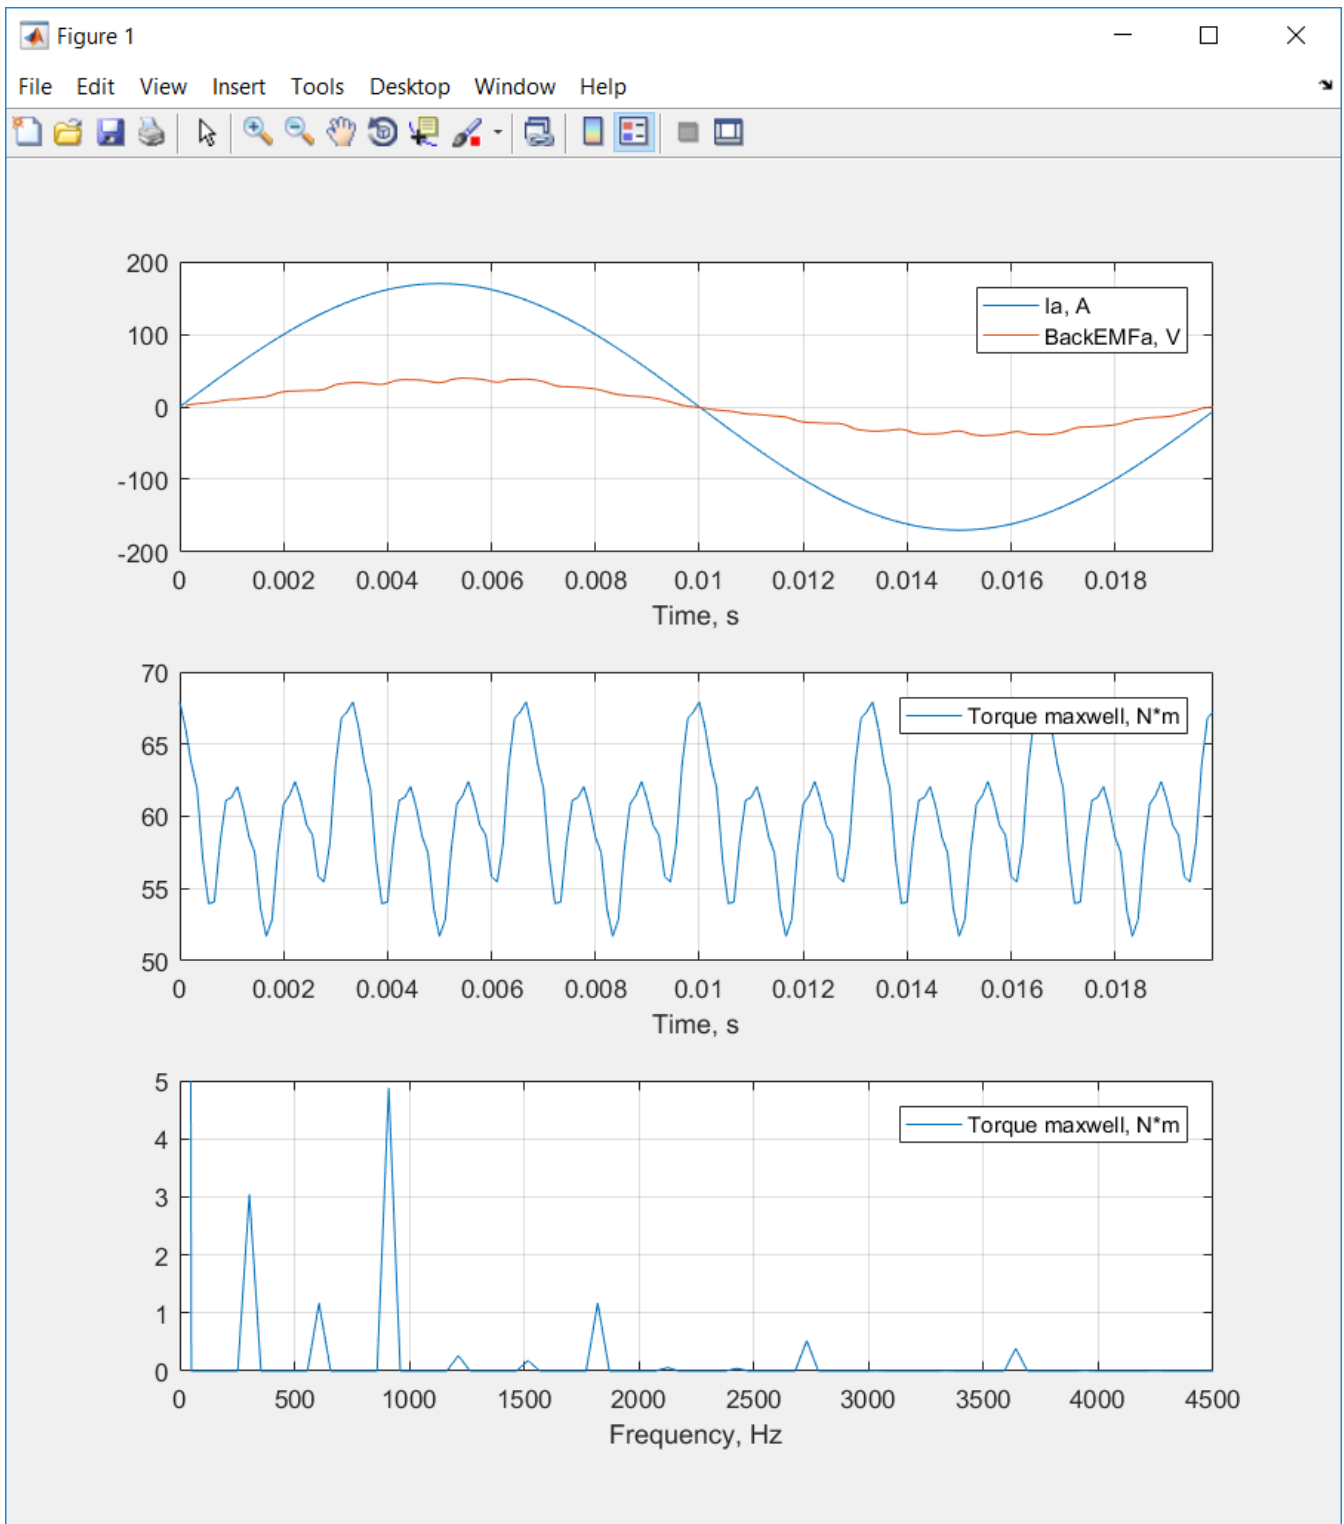 Figure 1
File Edit View Insert Tools Desktop Window Help
200
100
0
-100
-200
Ia, A
BackEMFa, V
0 0.002 0.004 0.006 0.008 0.01 0.012 0.014 0.016 0.018
Time, s
70
65
60
55
50
Torque maxwell, N*m
0 0.002 0.004 0.006 0.008 0.01 0.012 0.014 0.016 0.018
Time, s
5
4
3
2
1
0
Torque maxwell, N*m
0 500 1000 1500 2000 2500 3000 3500 4000 4500
Frequency, Hz